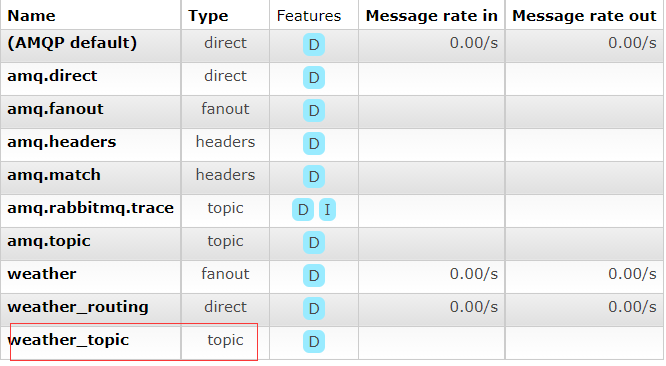 Name Type Features Message rate in Message rate out
(AMQP default) direct D 0.00/s 0.00/s
amq.direct direct D
amq.fanout fanout D
amq.headers headers D
amq.match headers D
amq.rabbitmq.trace topic D I
amq.topic topic D
weather fanout D 0.00/s 0.00/s
weather_routing direct D 0.00/s 0.00/s
weather_topic topic D